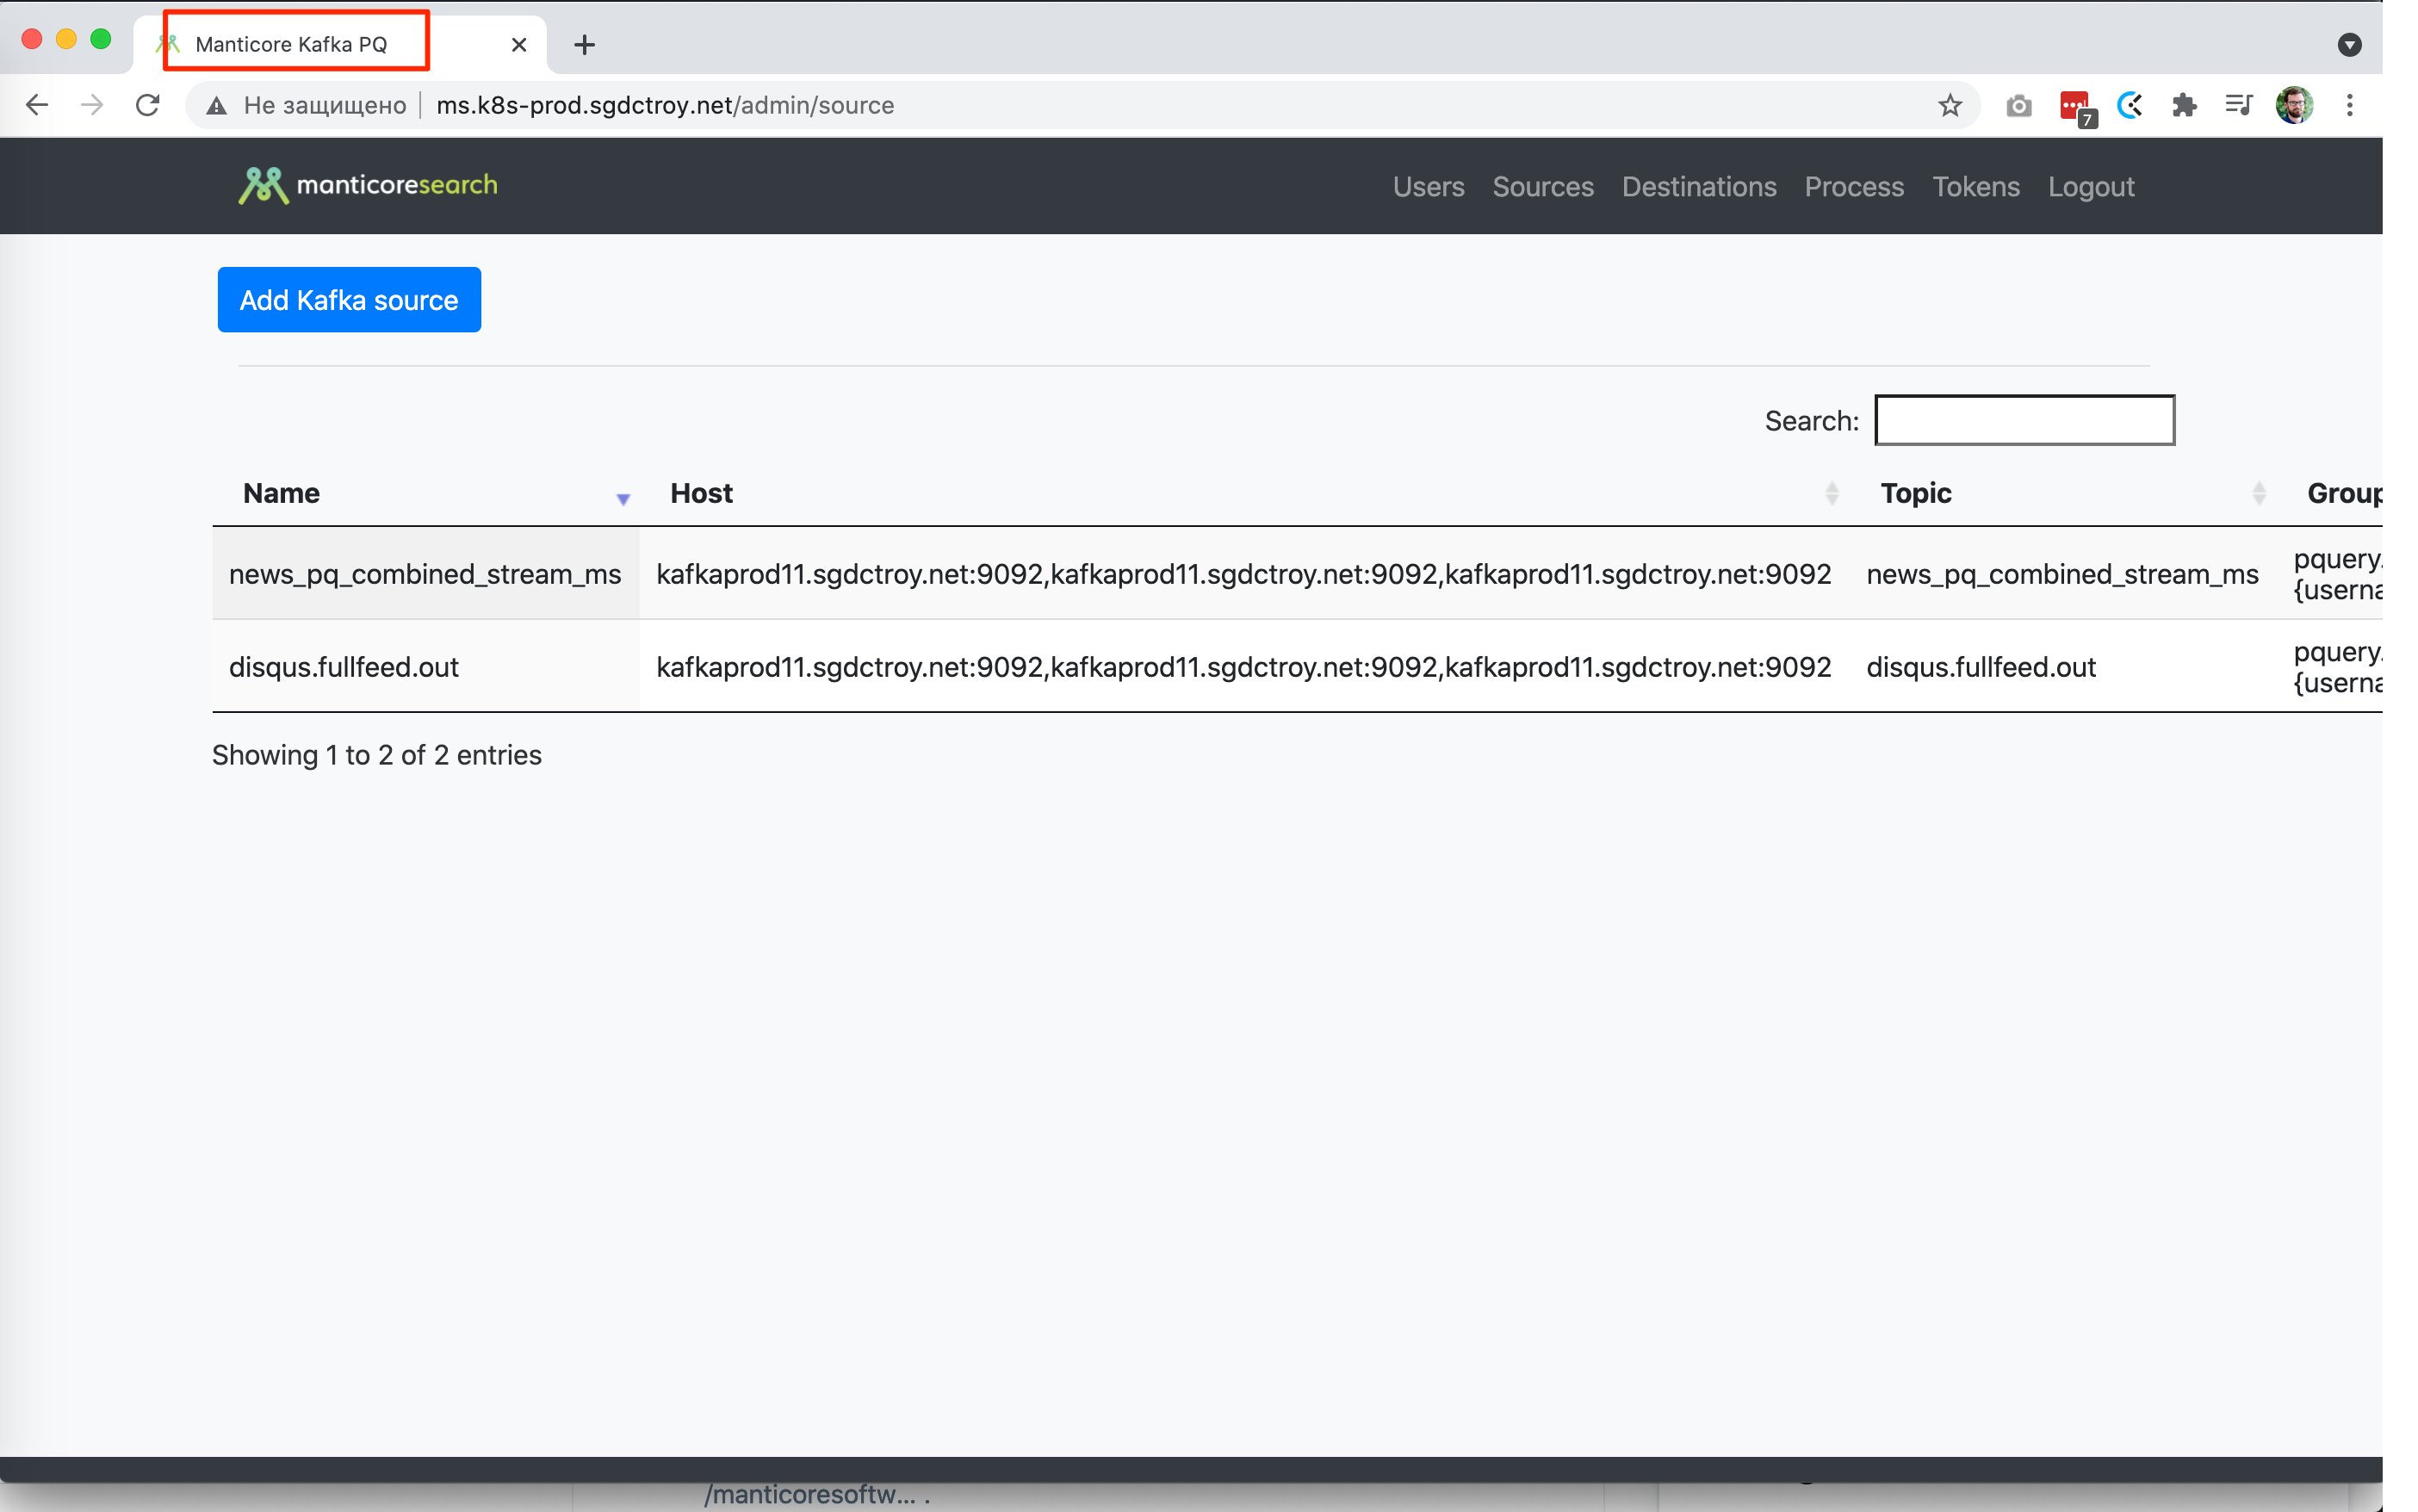 Manticore Kafka PQ
Не защищено ms.k8s-prod.sgdctroy.net/admin/source
7
manticoresearch Users Sources Destinations Process Tokens Logout
Add Kafka source
Search:
Name Host Topic Group
news_pq_combined_stream_ms kafkaprod11.sgdctroy.net:9092,kafkaprod11.sgdctroy.net:9092,kafkaprod11.sgdctroy.net:9092 news_pq_combined_stream_ms pquery.
{userna
disqus.fullfeed.out kafkaprod11.sgdctroy.net:9092,kafkaprod11.sgdctroy.net:9092,kafkaprod11.sgdctroy.net:9092 disqus.fullfeed.out pquery.
{userna
Showing 1 to 2 of 2 entries
/manticoresoftw... .